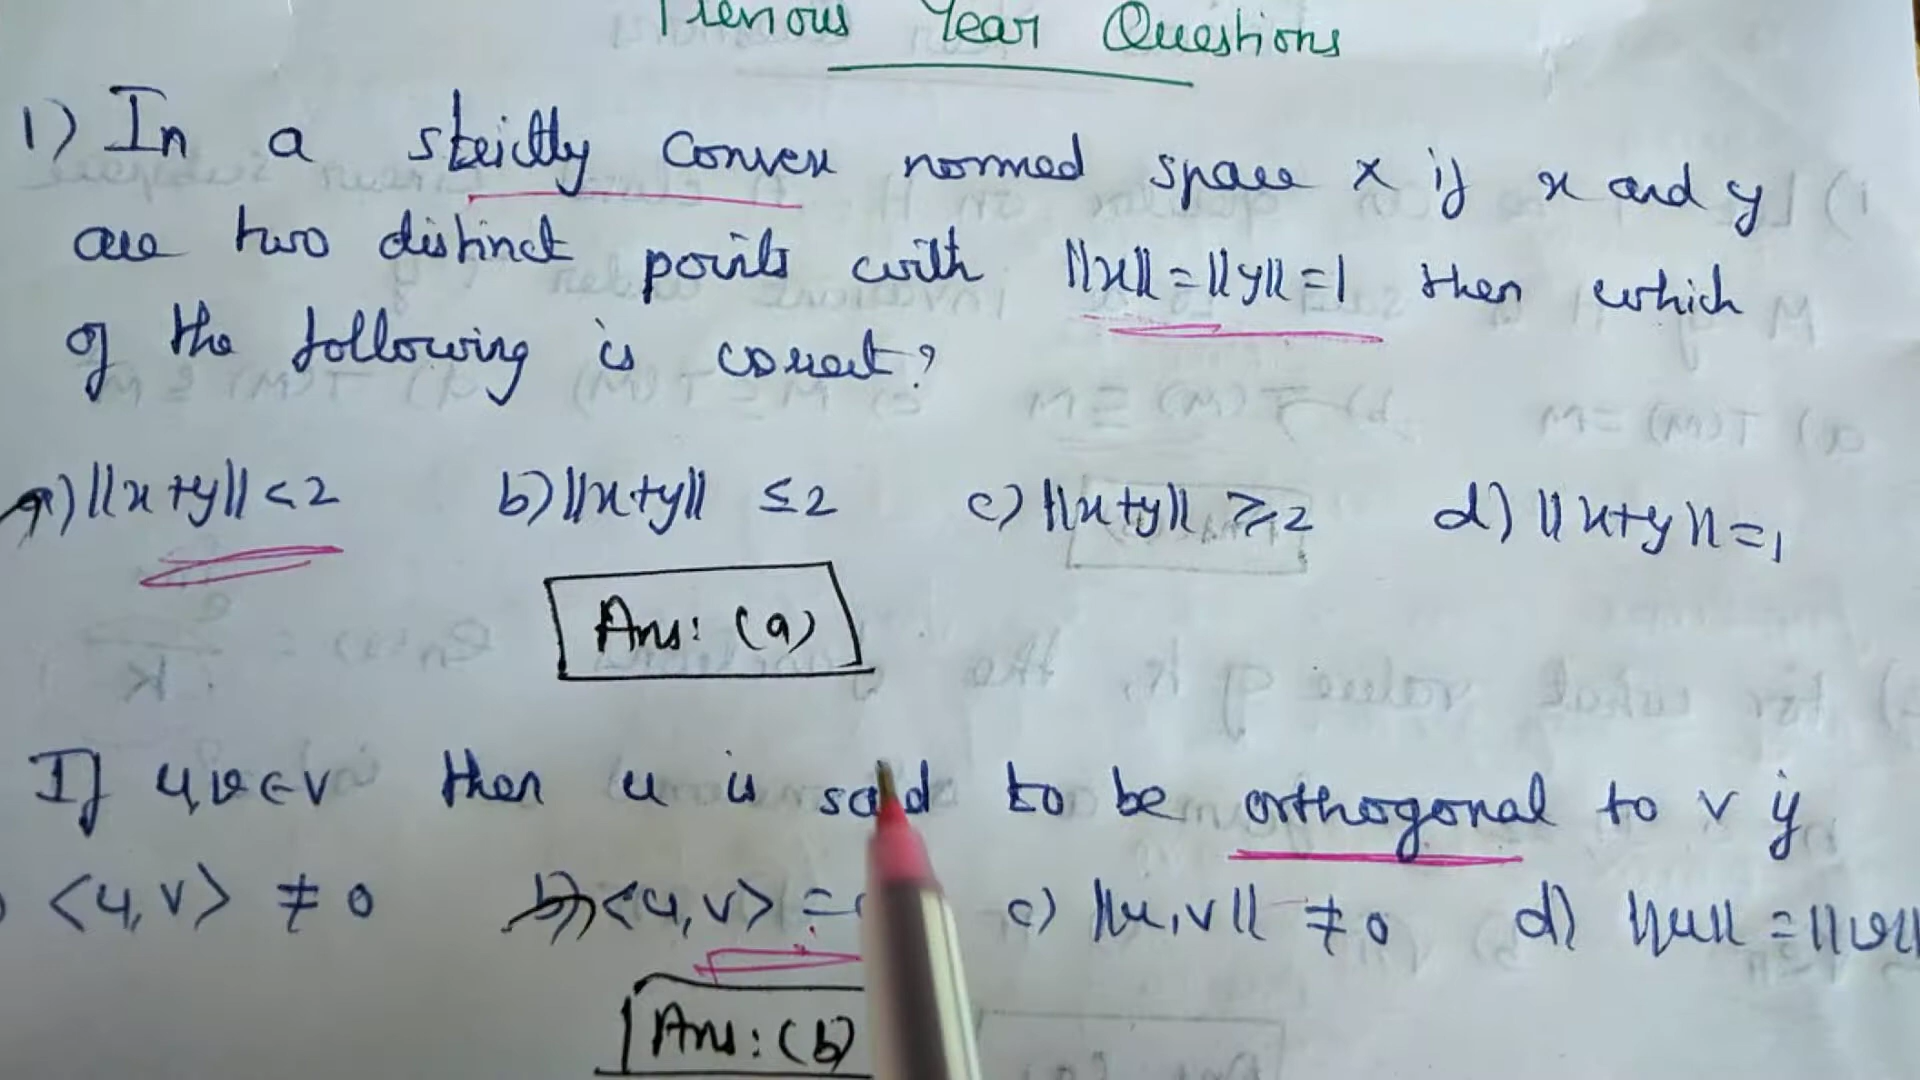 Previous Year Questions
1) In a strictly convex normed space X if x and y
are two distinct points with ||x|| = ||y|| = 1 then which
of the following is correct?
a) ||x+y|| < 2 b) ||x+y|| ≤ 2 c) ||x+y|| ≥ 2 d) ||x+y|| = 1
Ans: (a)
If u, v ∈ V then u is said to be orthogonal to v if
<u,v> ≠ 0 b) <u,v> = c) ||u,v|| ≠ 0 d) ||u|| = ||v||
Ans: (b)